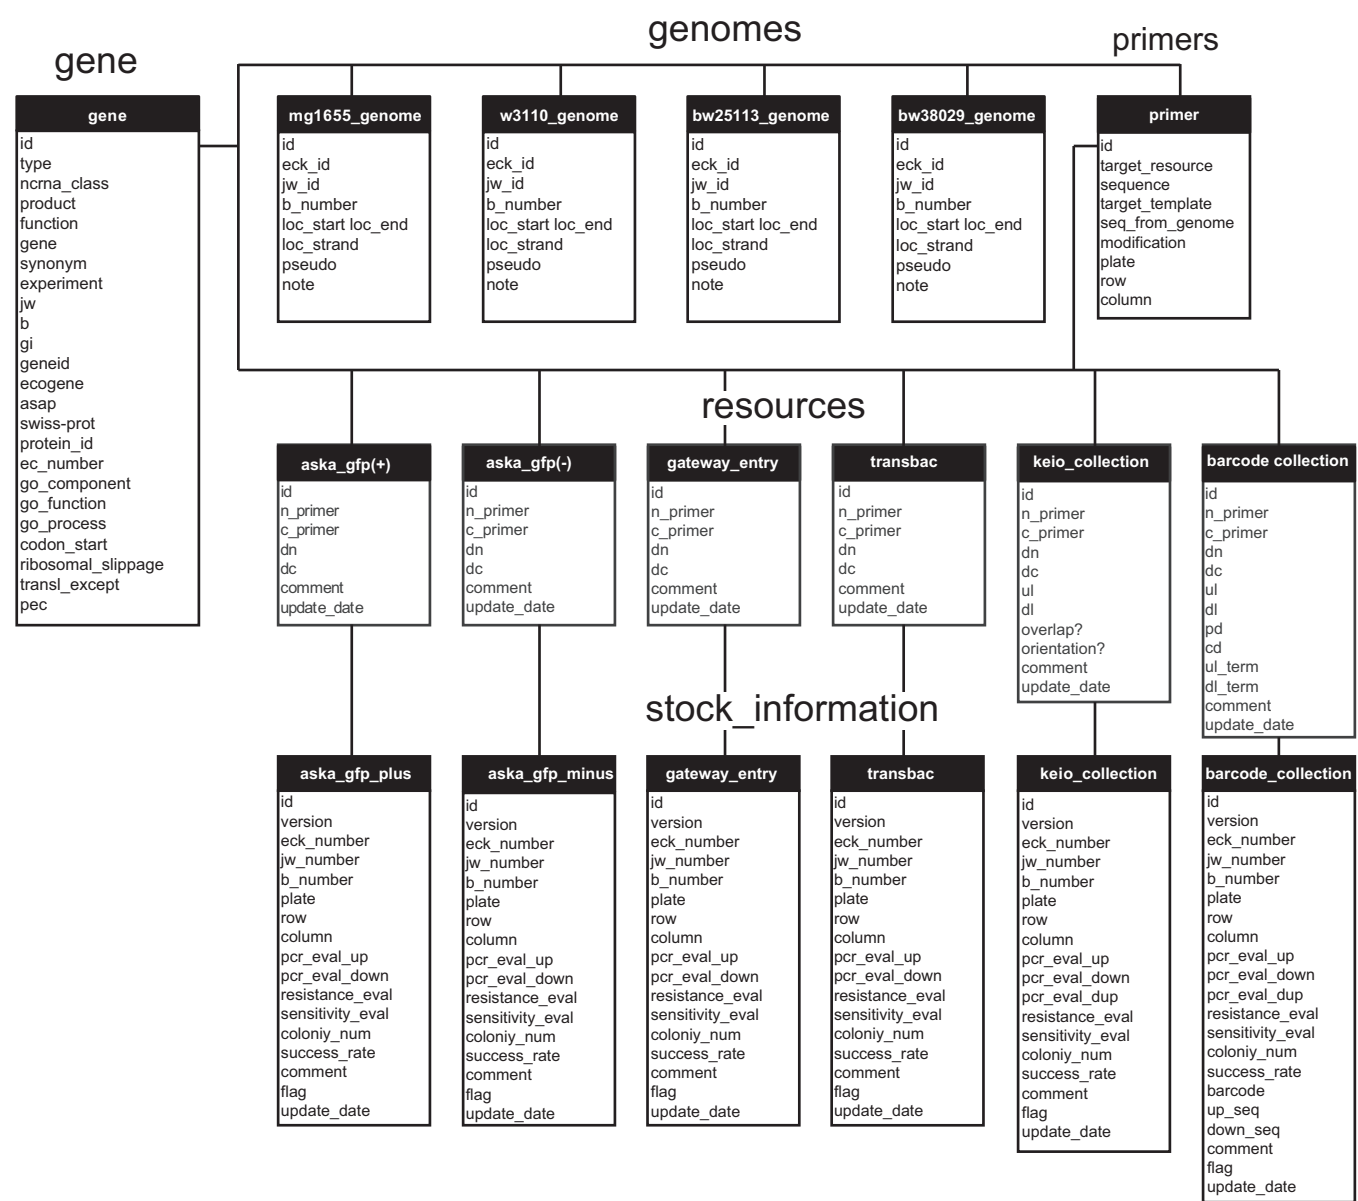 genomes
primers
gene
gene
id
type
ncrna_class
product
function
gene
synonym
experiment
jw
b
gi
geneid
ecogene
asap
swiss-prot
protein_id
ec_number
go_component
go_function
go_process
codon_start
ribosomal_slippage
transl_except
pec
mg1655_genome
id
eck_id
jw_id
b_number
loc_start loc_end
loc_strand
pseudo
note
w3110_genome
id
eck_id
jw_id
b_number
loc_start loc_end
loc_strand
pseudo
note
bw25113_genome
id
eck_id
jw_id
b_number
loc_start loc_end
loc_strand
pseudo
note
bw38029_genome
id
eck_id
jw_id
b_number
loc_start loc_end
loc_strand
pseudo
note
primer
id
target_resource
sequence
target_template
seq_from_genome
modification
plate
row
column
resources
aska_gfp(+)
id
n_primer
c_primer
dn
dc
comment
update_date
aska_gfp(-)
id
n_primer
c_primer
dn
dc
comment
update_date
gateway_entry
id
n_primer
c_primer
dn
dc
comment
update_date
transbac
id
n_primer
c_primer
dn
dc
comment
update_date
keio_collection
id
n_primer
c_primer
dn
dc
ul
dl
overlap?
orientation?
comment
update_date
barcode collection
id
n_primer
c_primer
dn
dc
ul
dl
pd
cd
ul_term
dl_term
comment
update_date
stock_information
aska_gfp_plus
id
version
eck_number
jw_number
b_number
plate
row
column
pcr_eval_up
pcr_eval_down
resistance_eval
sensitivity_eval
coloniy_num
success_rate
comment
flag
update_date
aska_gfp_minus
id
version
eck_number
jw_number
b_number
plate
row
column
pcr_eval_up
pcr_eval_down
resistance_eval
sensitivity_eval
coloniy_num
success_rate
comment
flag
update_date
gateway_entry
id
version
eck_number
jw_number
b_number
plate
row
column
pcr_eval_up
pcr_eval_down
resistance_eval
sensitivity_eval
coloniy_num
success_rate
comment
flag
update_date
transbac
id
version
eck_number
jw_number
b_number
plate
row
column
pcr_eval_up
pcr_eval_down
resistance_eval
sensitivity_eval
coloniy_num
success_rate
comment
flag
update_date
keio_collection
id
version
eck_number
jw_number
b_number
plate
row
column
pcr_eval_up
pcr_eval_down
pcr_eval_dup
resistance_eval
sensitivity_eval
coloniy_num
success_rate
comment
flag
update_date
barcode_collection
id
version
eck_number
jw_number
b_number
plate
row
column
pcr_eval_up
pcr_eval_down
pcr_eval_dup
resistance_eval
sensitivity_eval
coloniy_num
success_rate
barcode
up_seq
down_seq
comment
flag
update_date